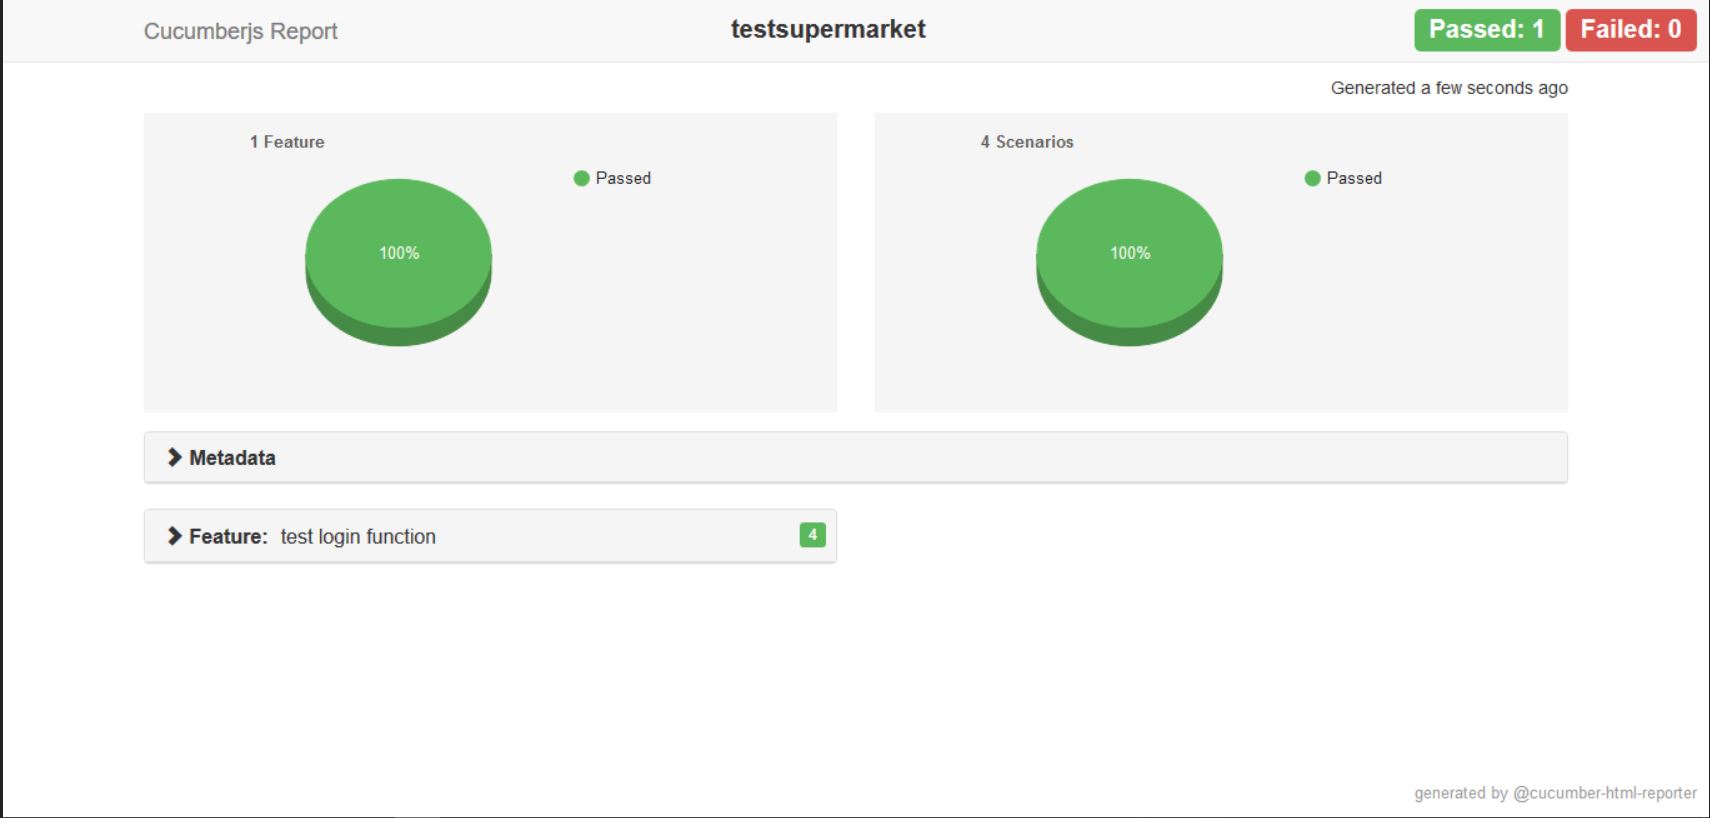 Cucumberjs Report
testsupermarket
Passed: 1
Failed: 0
Generated a few seconds ago
1 Feature
Passed
100%
4 Scenarios
Passed
100%
Metadata
Feature: test login function
4
generated by @cucumber-html-reporter